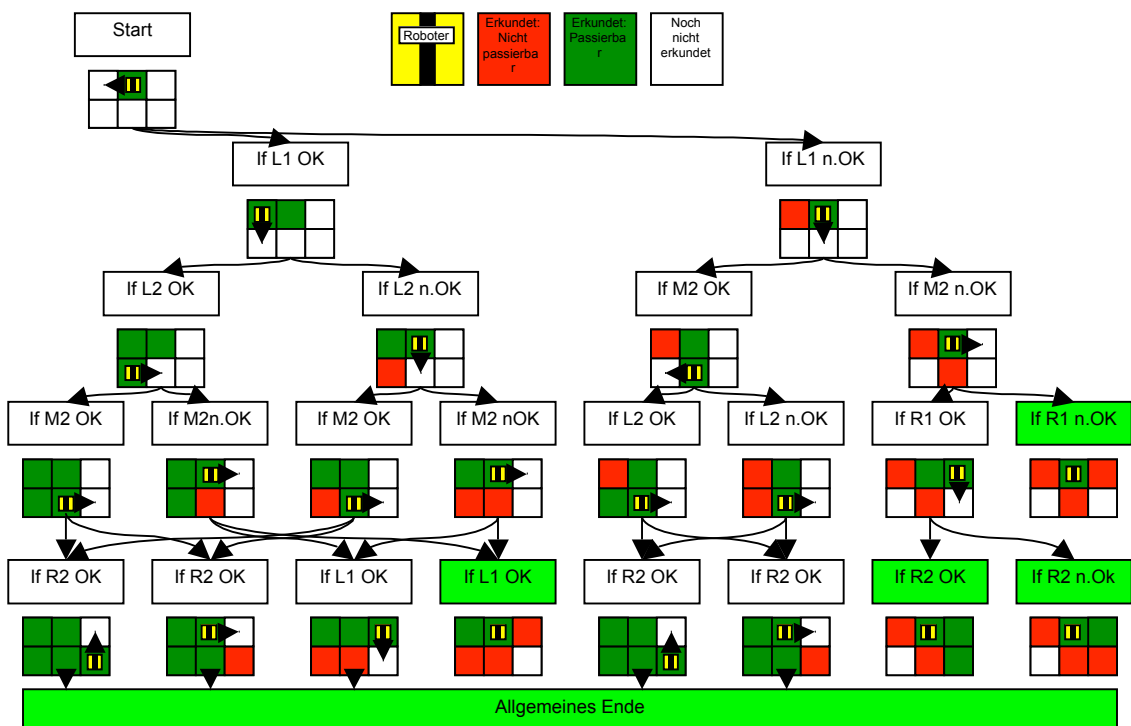 Start
Roboter
Erkundet:
Nicht
passierba
r
Erkundet:
Passierba
r
Noch
nicht
erkundet
If L1 OK
If L1 n.OK
If L2 OK
If L2 n.OK
If M2 OK
If M2 n.OK
If M2 OK
If M2n.OK
If M2 OK
If M2 nOK
If L2 OK
If L2 n.OK
If R1 OK
If R1 n.OK
If R2 OK
If R2 OK
If L1 OK
If L1 OK
If R2 OK
If R2 OK
If R2 OK
If R2 n.Ok
Allgemeines Ende